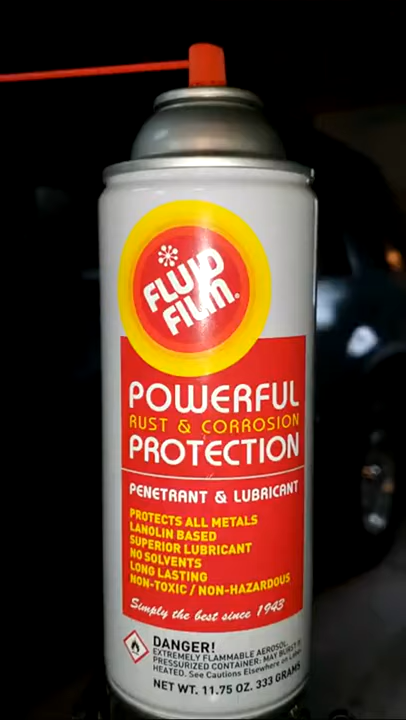 FLUID
FILM®
POWERFUL
RUST & CORROSION
PROTECTION
PENETRANT & LUBRICANT
PROTECTS ALL METALS
LANOLIN BASED
SUPERIOR LUBRICANT
NO SOLVENTS
LONG LASTING
NON-TOXIC / NON-HAZARDOUS
Simply the best since 1943
DANGER!
EXTREMELY FLAMMABLE AEROSOL.
PRESSURIZED CONTAINER: MAY BURST IF
HEATED. See Cautions Elsewhere on Label
NET WT. 11.75 OZ. 333 GRAMS